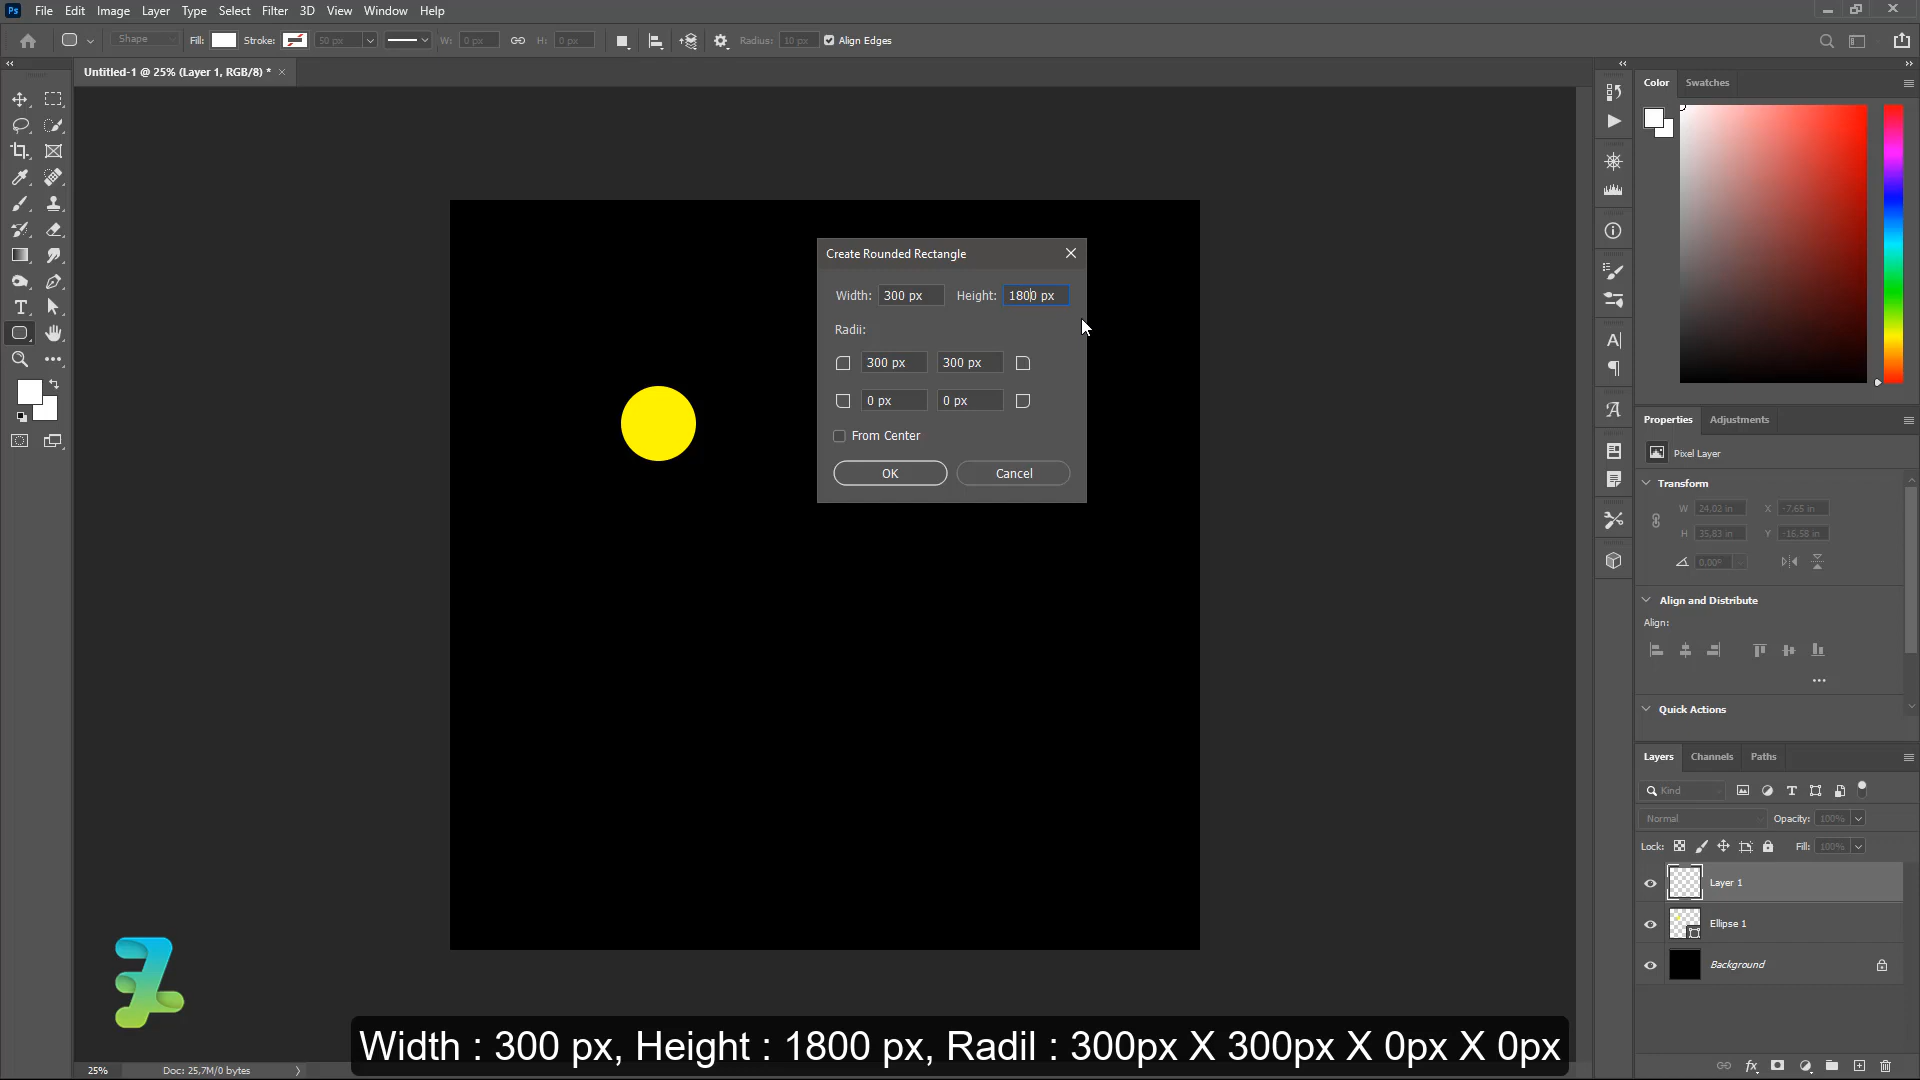 Ps File Edit Image Layer Type Select Filter 3D View Window Help
Shape Fill: Stroke: 50 px W: 0 px H: 0 px Radius: 10 px Align Edges
Untitled-1 @ 25% (Layer 1, RGB/8) *
Color Swatches
Create Rounded Rectangle
Width: 300 px Height: 1800 px
Radii:
300 px 300 px
0 px 0 px
From Center
OK Cancel
Properties Adjustments
Pixel Layer
Transform
W 24.02 in X -7.65 in
H 35.83 in Y -16.58 in
0.00°
Align and Distribute
Align:
Quick Actions
Layers Channels Paths
Kind
Normal Opacity: 100%
Lock: Fill: 100%
Layer 1
Ellipse 1
Background
Width : 300 px, Height : 1800 px, Radil : 300px X 300px X 0px X 0px
25% Doc: 25,7M/0 bytes